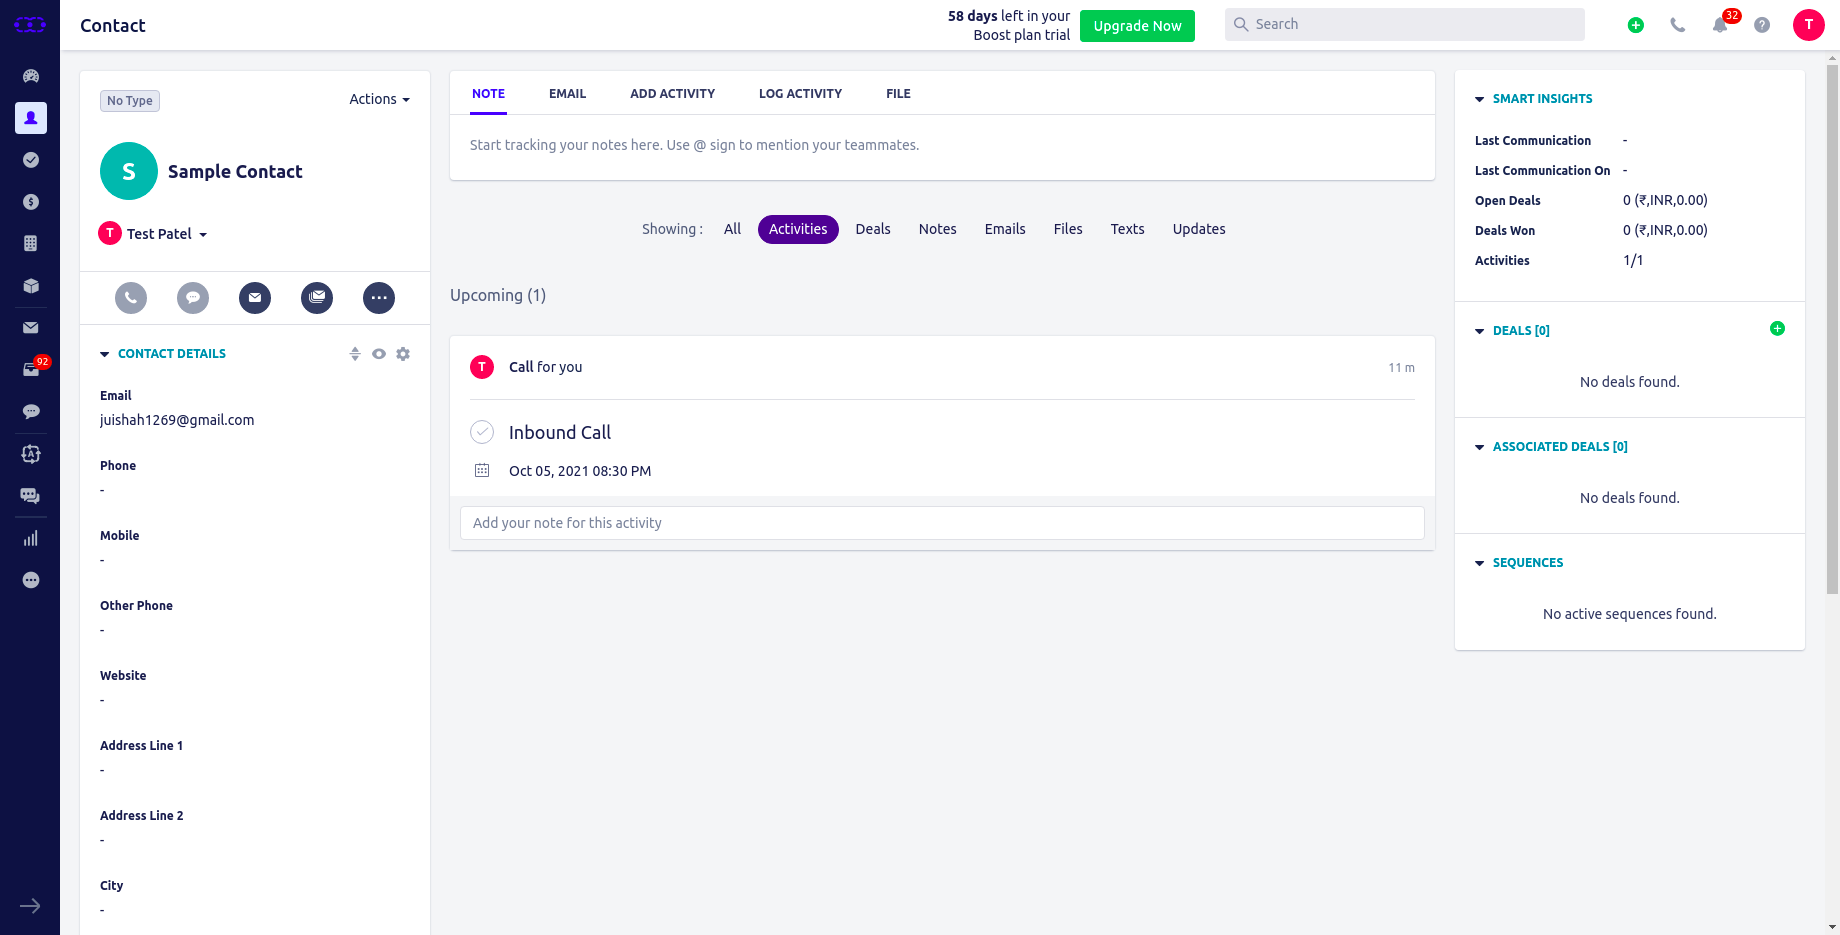 Contact
58 days left in your
Boost plan trial
Upgrade Now
Search
32
?
T
92
A
$
No Type
Actions
S
Sample Contact
T
Test Patel
CONTACT DETAILS
Email
juishah1269@gmail.com
Phone
-
Mobile
-
Other Phone
-
Website
-
Address Line 1
-
Address Line 2
-
City
-
NOTE EMAIL ADD ACTIVITY LOG ACTIVITY FILE
Start tracking your notes here. Use @ sign to mention your teammates.
Showing : All Activities Deals Notes Emails Files Texts Updates
Upcoming (1)
T
Call for you
11 m
Inbound Call
Oct 05, 2021 08:30 PM
Add your note for this activity
SMART INSIGHTS
Last Communication -
Last Communication On -
Open Deals 0 (₹,INR,0.00)
Deals Won 0 (₹,INR,0.00)
Activities 1/1
DEALS [0]
No deals found.
ASSOCIATED DEALS [0]
No deals found.
SEQUENCES
No active sequences found.